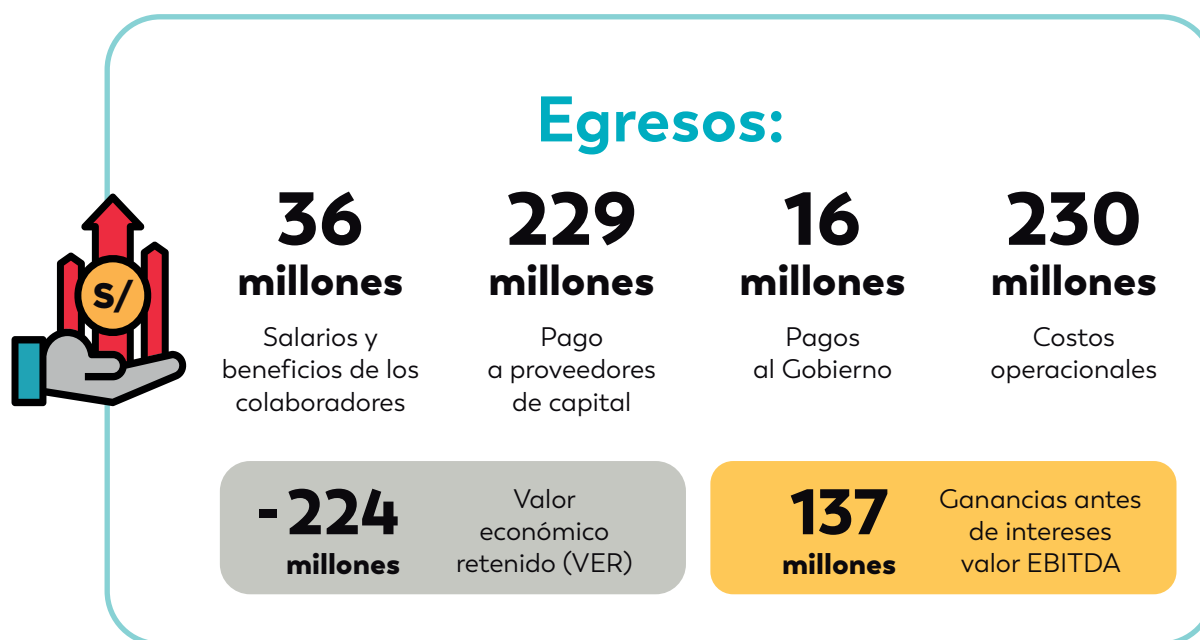 Egresos:
36
millones
Salarios y
beneficios de los
colaboradores
229
millones
Pago
a proveedores
de capital
16
millones
Pagos
al Gobierno
230
millones
Costos
operacionales
S/
-224
millones
Valor
económico
retenido (VER)
137
millones
Ganancias antes
de intereses
valor EBITDA